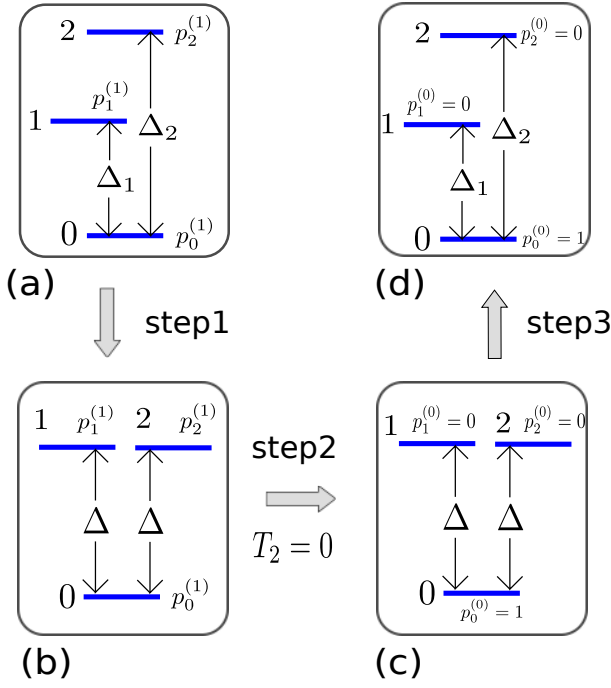 2 p_2^{(1)}
p_1^{(1)}
1
Δ_2
Δ_1
0 p_0^{(1)}
(a)
2 p_2^{(0)} = 0
p_1^{(0)} = 0
1
Δ_2
Δ_1
0 p_0^{(0)} = 1
(d)
step1
step3
1 p_1^{(1)} 2 p_2^{(1)}
Δ Δ
0 p_0^{(1)}
(b)
step2
T_2 = 0
1 p_1^{(0)} = 0 2 p_2^{(0)} = 0
Δ Δ
0
p_0^{(0)} = 1
(c)